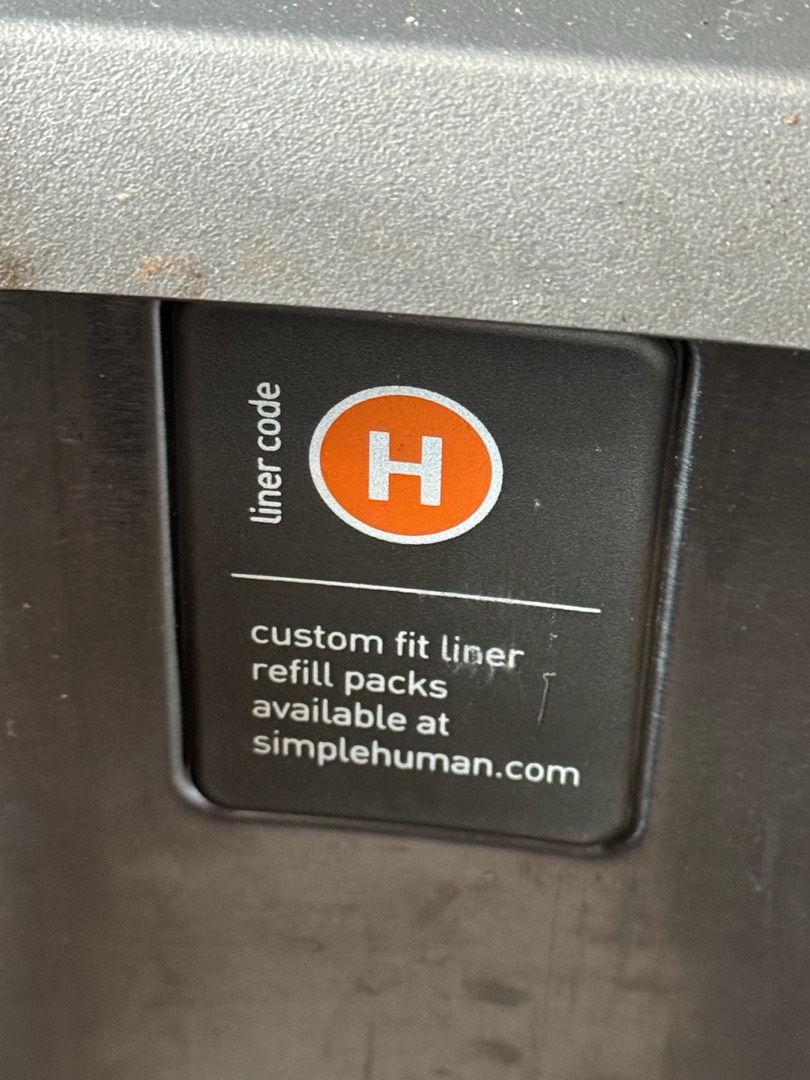 liner code
H
custom fit liner
refill packs
available at
simplehuman.com